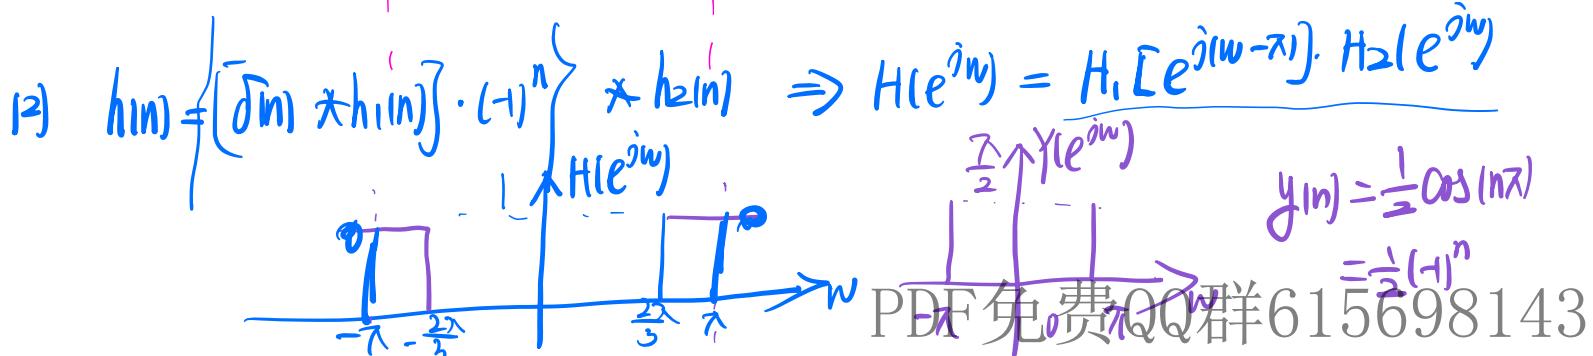 (2) h(n) = {[δ(n) * h₁(n)]·(-1)ⁿ} * h₂(n) ⇒ H(e^{jw}) = H₁[e^{j(w-π)}]·H₂(e^{jw})
1 H(e^{jw})
-π -2π/3 2π/3 π w
π/2 Y(e^{jw})
-π 0 π w
y(n) = 1/2 cos(nπ)
= 1/2 (-1)ⁿ
PDF免费QQ群615698143